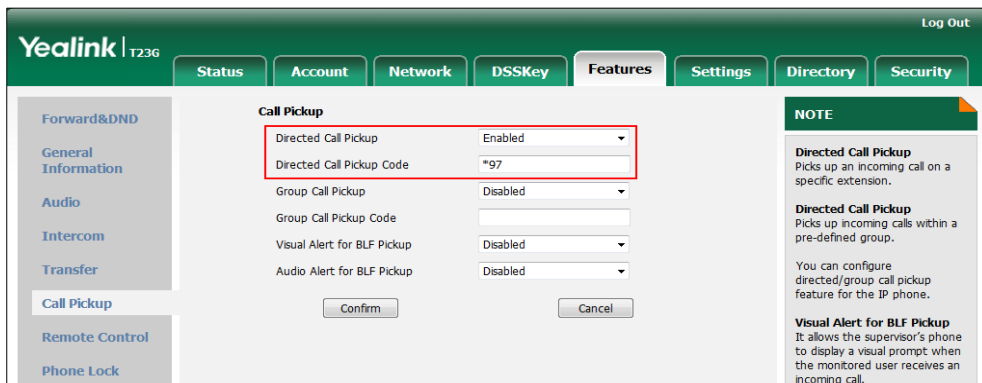 Log Out
Yealink T23G
Status Account Network DSSKey Features Settings Directory Security
Forward&DND
General
Information
Audio
Intercom
Transfer
Call Pickup
Remote Control
Phone Lock
Call Pickup
Directed Call Pickup Enabled
Directed Call Pickup Code *97
Group Call Pickup Disabled
Group Call Pickup Code
Visual Alert for BLF Pickup Disabled
Audio Alert for BLF Pickup Disabled
Confirm Cancel
NOTE
Directed Call Pickup
Picks up an incoming call on a
specific extension.
Directed Call Pickup
Picks up incoming calls within a
pre-defined group.
You can configure
directed/group call pickup
feature for the IP phone.
Visual Alert for BLF Pickup
It allows the supervisor's phone
to display a visual prompt when
the monitored user receives an
incoming call.